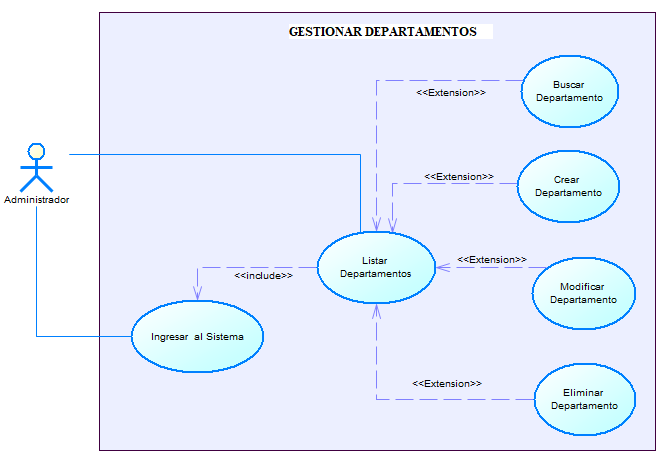 GESTIONAR DEPARTAMENTOS
Buscar
Departamento
<<Extension>>
Crear
Departamento
<<Extension>>
Administrador
Listar
Departamentos
<<Extension>>
<<include>>
Modificar
Departamento
Ingresar al Sistema
<<Extension>>
Eliminar
Departamento